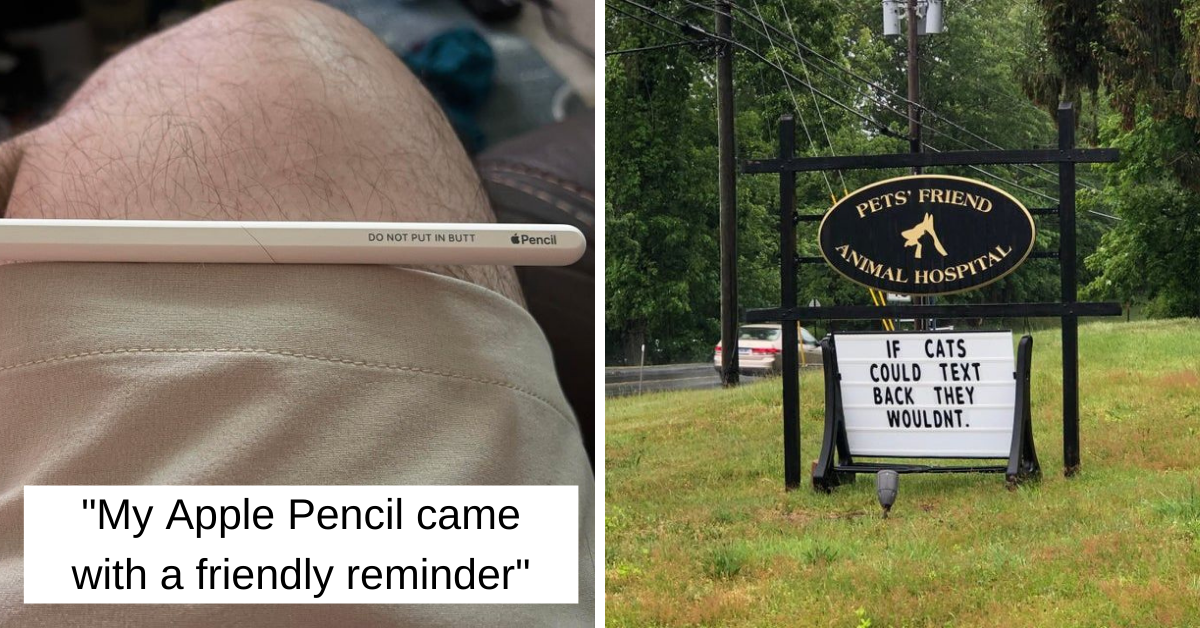 DO NOT PUT IN BUTT Pencil
"My Apple Pencil came
with a friendly reminder"
PETS' FRIEND
ANIMAL HOSPITAL
IF CATS
COULD TEXT
BACK THEY
WOULDNT.